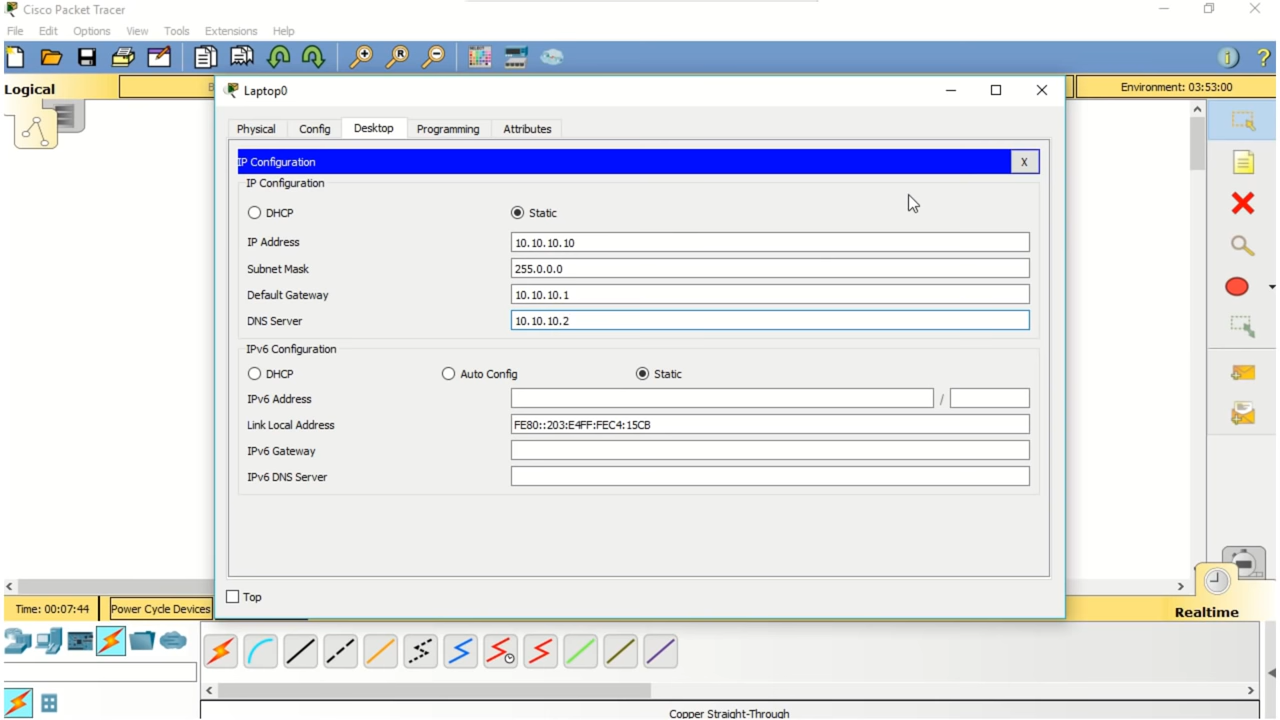 Cisco Packet Tracer
File Edit Options View Tools Extensions Help
Logical
Environment: 03:53:00
Laptop0
Physical Config Desktop Programming Attributes
IP Configuration X
IP Configuration
DHCP Static
IP Address 10.10.10.10
Subnet Mask 255.0.0.0
Default Gateway 10.10.10.1
DNS Server 10.10.10.2
IPv6 Configuration
DHCP Auto Config Static
IPv6 Address /
Link Local Address FE80::203:E4FF:FEC4:15CB
IPv6 Gateway
IPv6 DNS Server
Top
Time: 00:07:44 Power Cycle Devices
Realtime
Copper Straight-Through